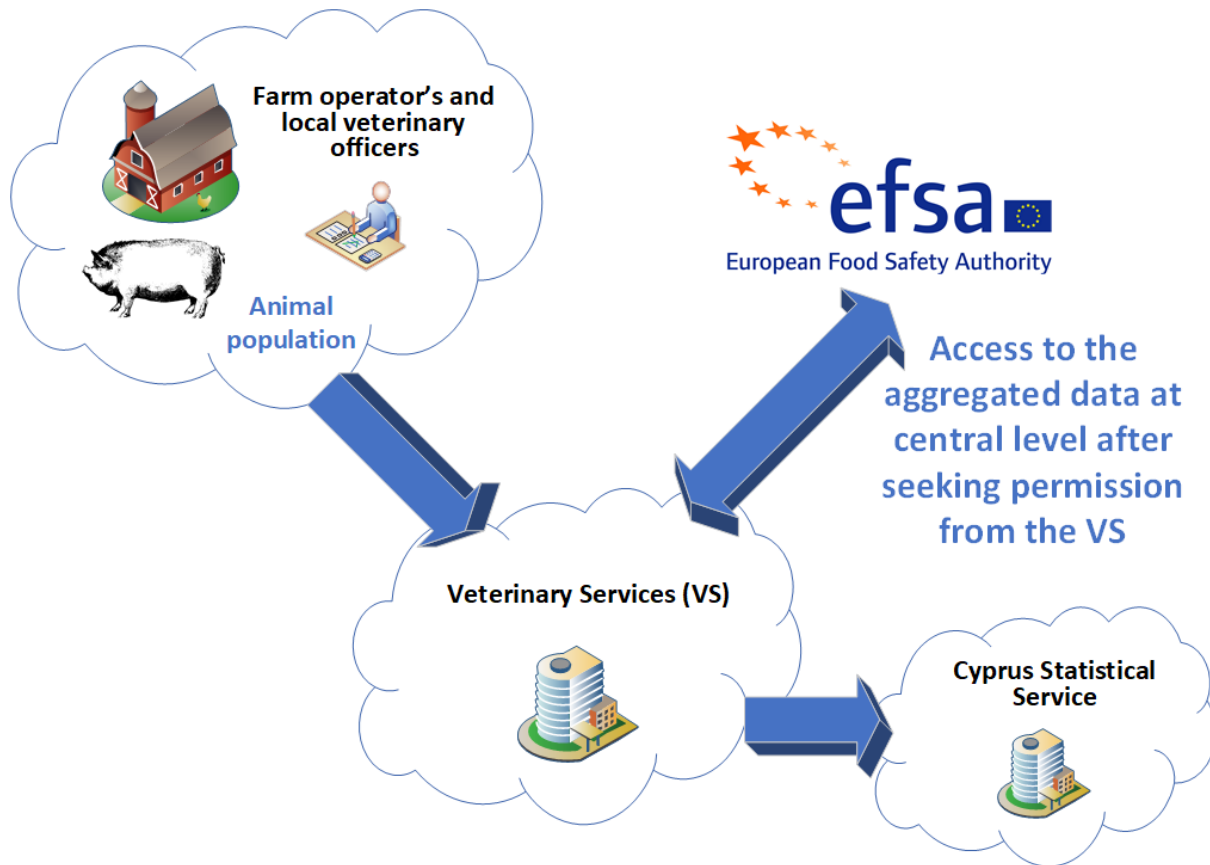 Farm operator's and
local veterinary
officers
Animal
population
efsa
European Food Safety Authority
Access to the
aggregated data at
central level after
seeking permission
from the VS
Veterinary Services (VS)
Cyprus Statistical
Service